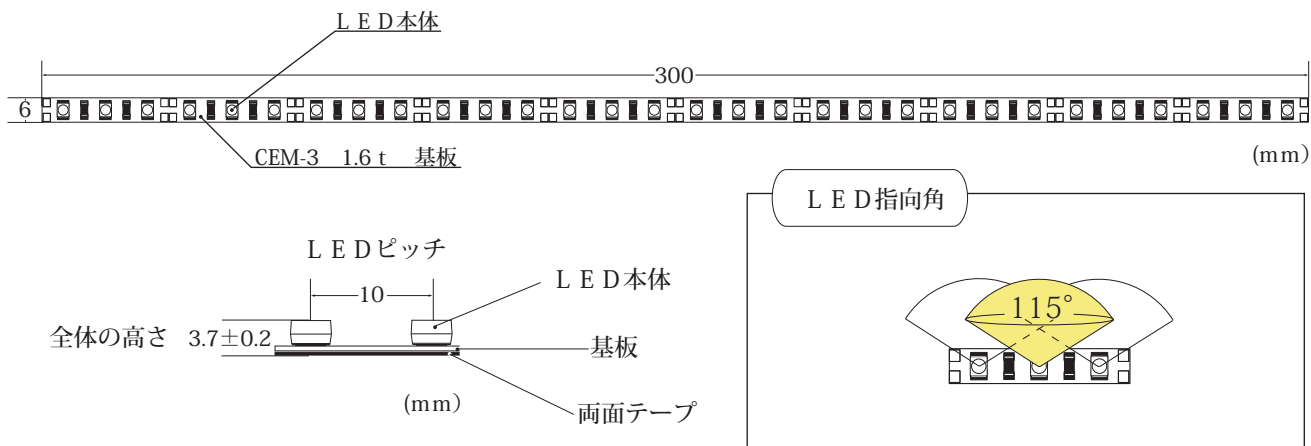 ＬＥＤ本体
300
6
CEM-3 1.6ｔ 基板
(mm)
ＬＥＤ指向角
ＬＥＤピッチ
10
ＬＥＤ本体
115°
全体の高さ 3.7±0.2
基板
(mm)
両面テープ